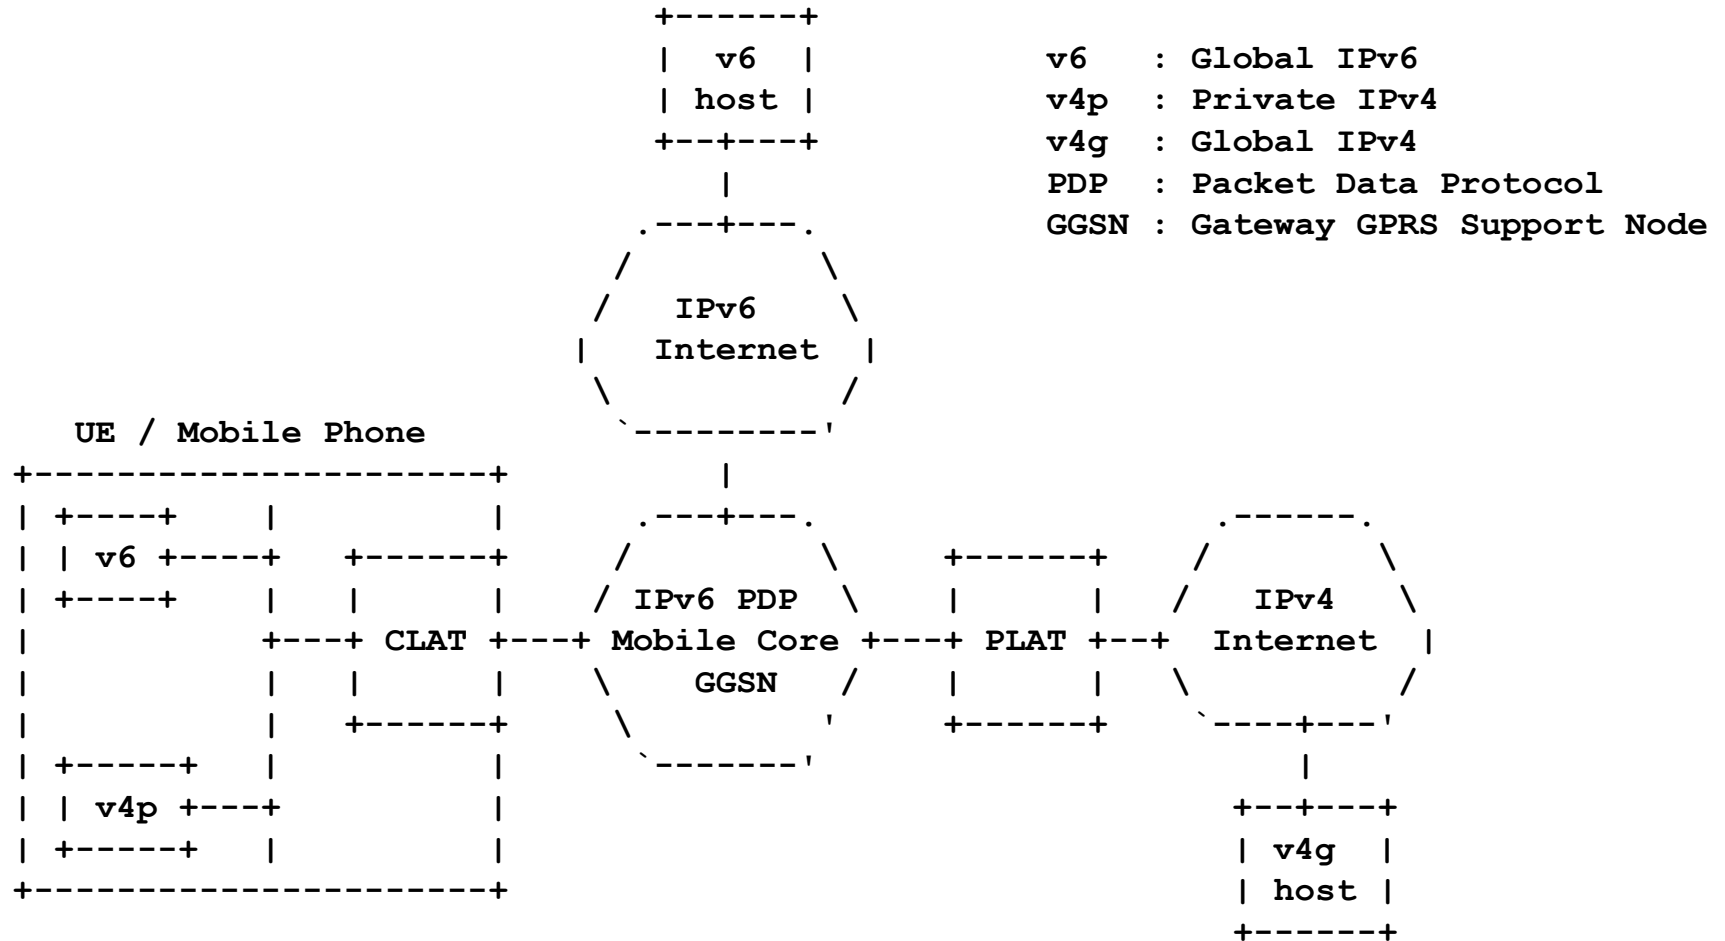 v6
host
v6 : Global IPv6
v4p : Private IPv4
v4g : Global IPv4
PDP : Packet Data Protocol
GGSN : Gateway GPRS Support Node
IPv6
Internet
UE / Mobile Phone
v6
v4p
CLAT
IPv6 PDP
Mobile Core
GGSN
PLAT
IPv4
Internet
v4g
host